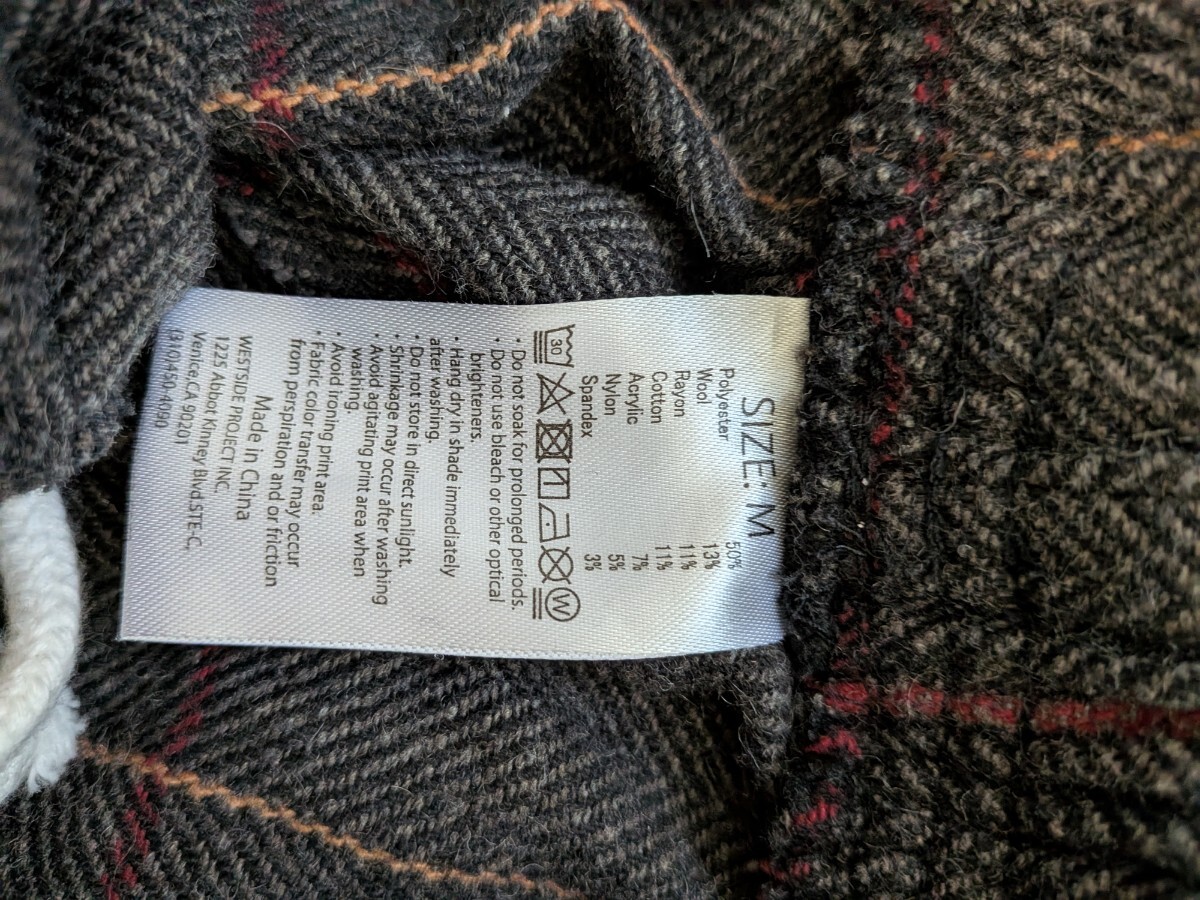 SIZE: M
Polyester 50%
Wool 13%
Rayon 11%
Cotton 11%
Acrylic 7%
Nylon 5%
Spandex 3%
30 W
· Do not soak for prolonged periods.
· Do not use bleach or other optical
brighteners.
· Hang dry in shade immediately
after washing.
· Do not store in direct sunlight.
· Shrinkage may occur after washing
· Avoid agitating print area when
washing.
· Avoid ironing print area.
· Fabric color transfer may occur
from perspiration and or friction
Made in China
WESTSIDE PROJECT INC.
1225 Abbot Kinney Blvd.STE-C,
Venice,CA 90291
(310)450-4090